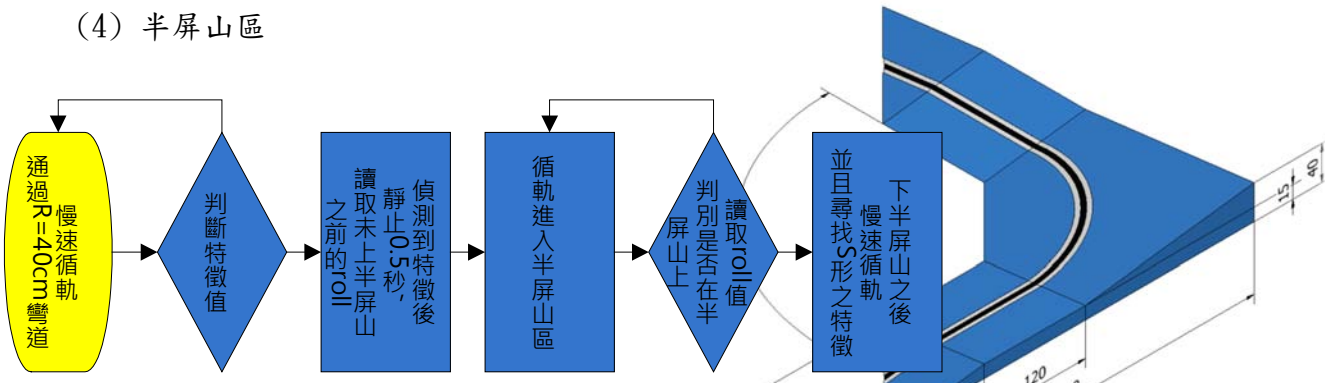 (4) 半屏山區
慢速循軌
通過R=40cm彎道
判斷特徵值
偵測到特徵後
靜止0.5秒,
讀取未上半屏山
之前的roll
循軌進入半屏山區
讀取roll值
判別是否在半
屏山上
下半屏山之後
慢速循軌
並且尋找S形之特徵
40
15
120